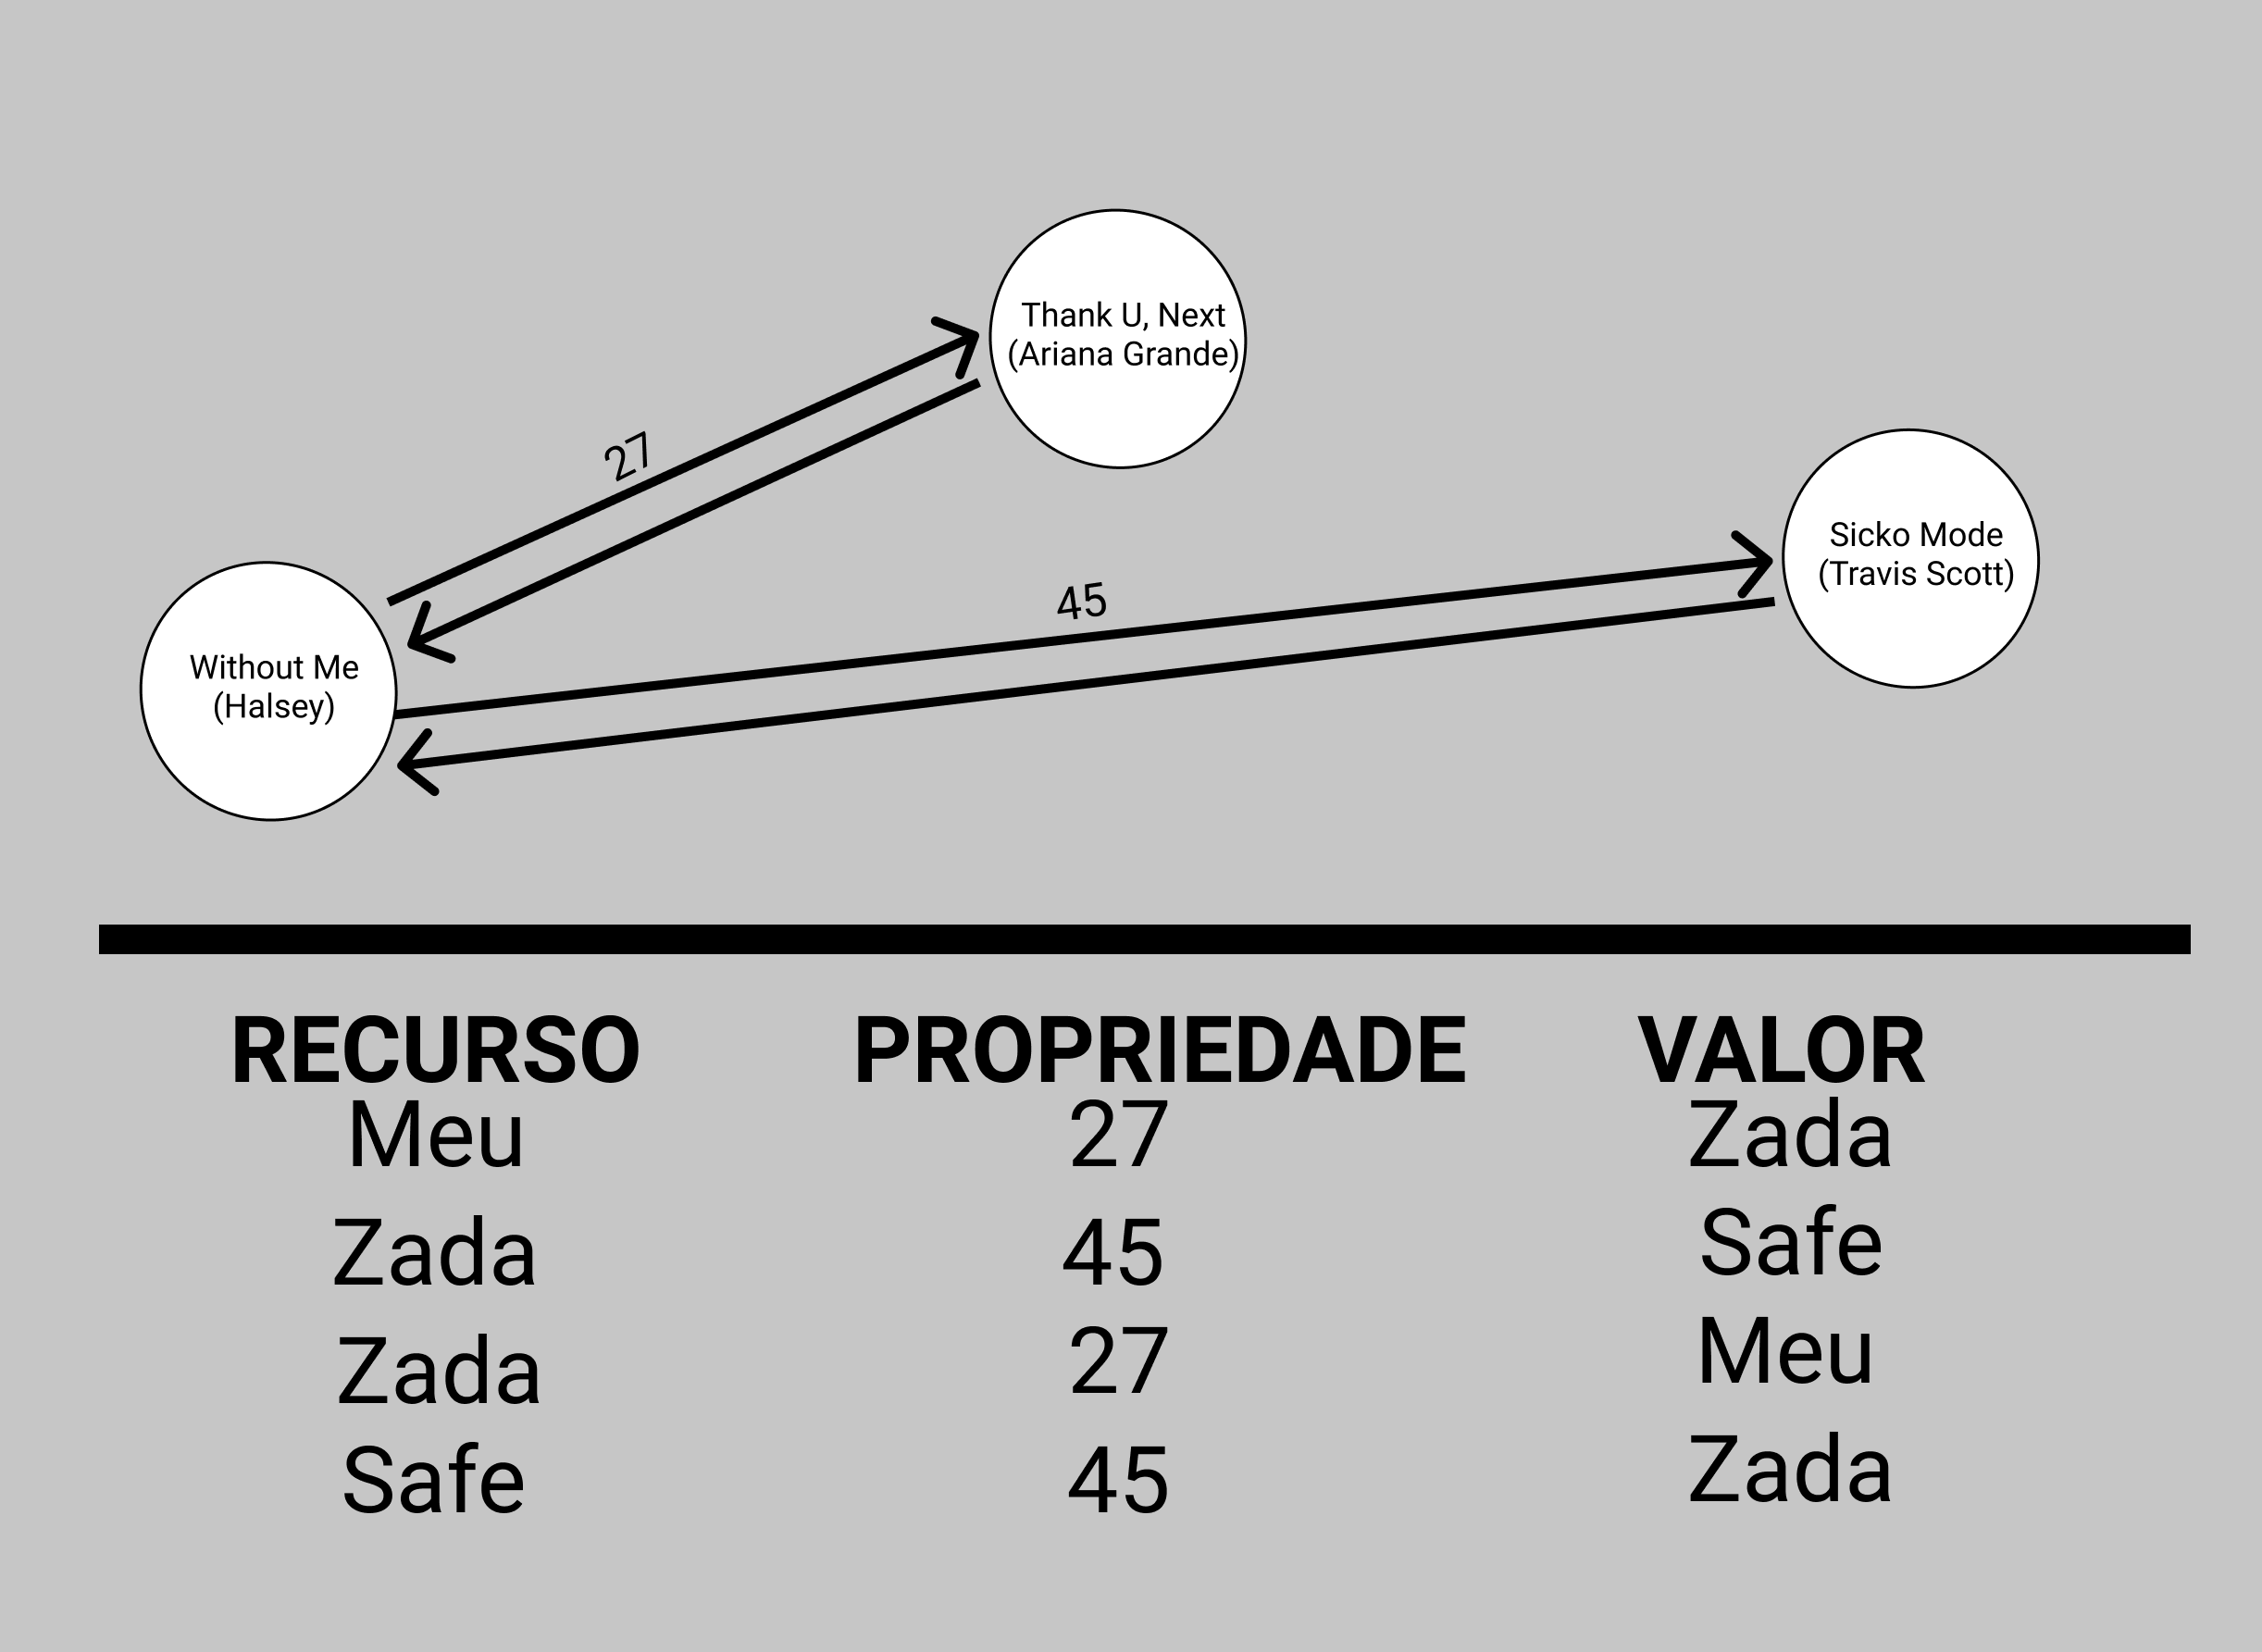 Thank U, Next
(Ariana Grande)
27
Sicko Mode
(Travis Scott)
45
Without Me
(Halsey)
RECURSO PROPRIEDADE VALOR
Meu 27 Zada
Zada 45 Safe
Zada 27 Meu
Safe 45 Zada